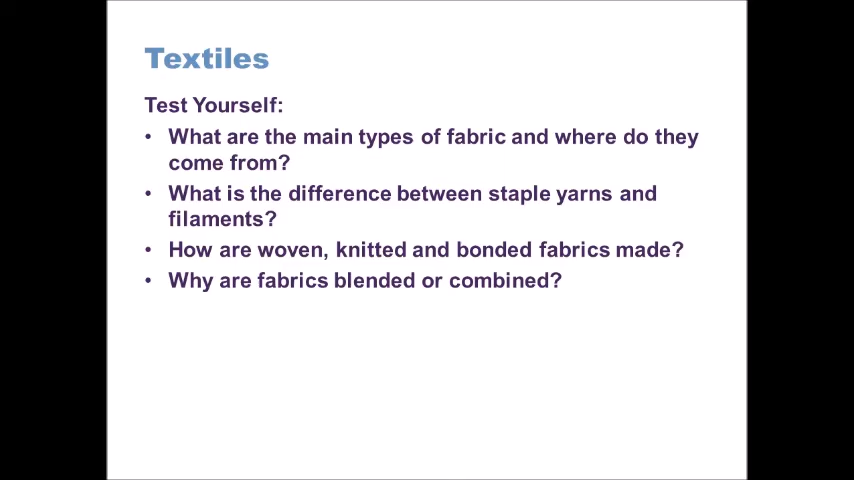 Textiles
Test Yourself:
• What are the main types of fabric and where do they
come from?
• What is the difference between staple yarns and
filaments?
• How are woven, knitted and bonded fabrics made?
• Why are fabrics blended or combined?